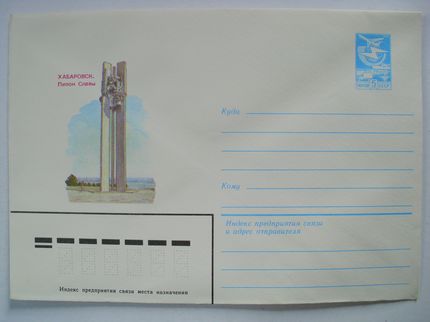 ХАБАРОВСК.
Пилон Славы
Куда
Кому
Индекс предприятия связи
и адрес отправителя
Индекс предприятия связи места назначения